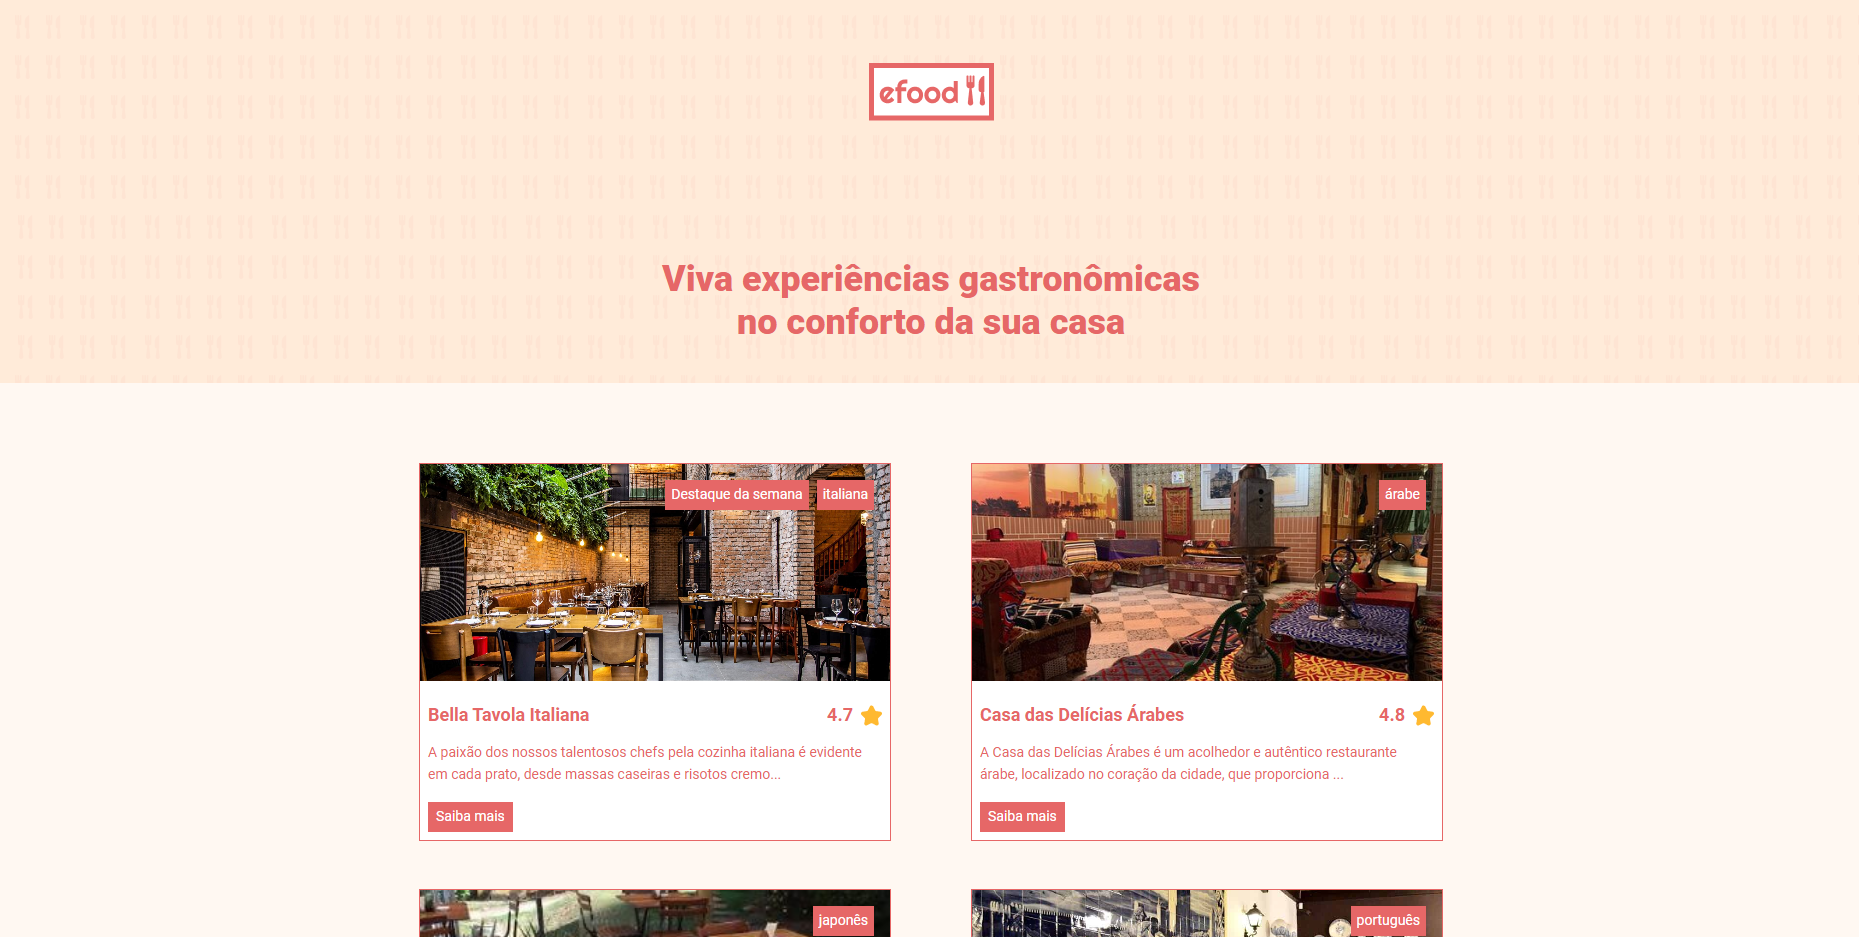 efood
Viva experiências gastronômicas
no conforto da sua casa
Destaque da semana
italiana
Bella Tavola Italiana
4.7
A paixão dos nossos talentosos chefs pela cozinha italiana é evidente
em cada prato, desde massas caseiras e risotos cremo...
Saiba mais
árabe
Casa das Delícias Árabes
4.8
A Casa das Delícias Árabes é um acolhedor e autêntico restaurante
árabe, localizado no coração da cidade, que proporciona ...
Saiba mais
japonês
português